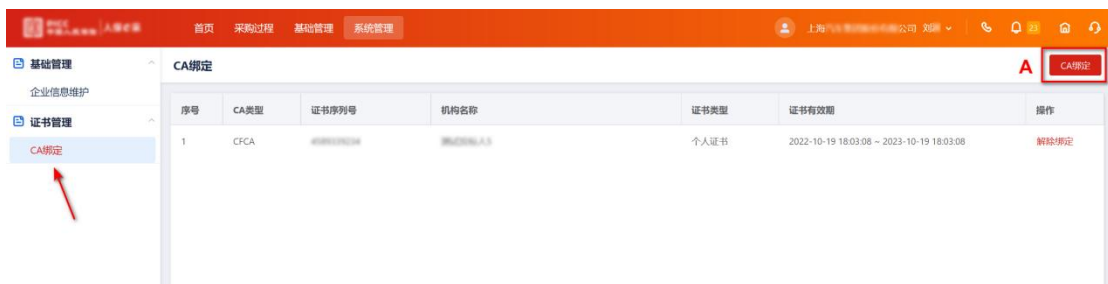 首页 采购过程 基础管理 系统管理 23
基础管理 CA绑定 A CA绑定
企业信息维护
序号 CA类型 证书序列号 机构名称 证书类型 证书有效期 操作
证书管理
1 CFCA 个人证书 2022-10-19 18:03:08 ~ 2023-10-19 18:03:08 解除绑定
CA绑定